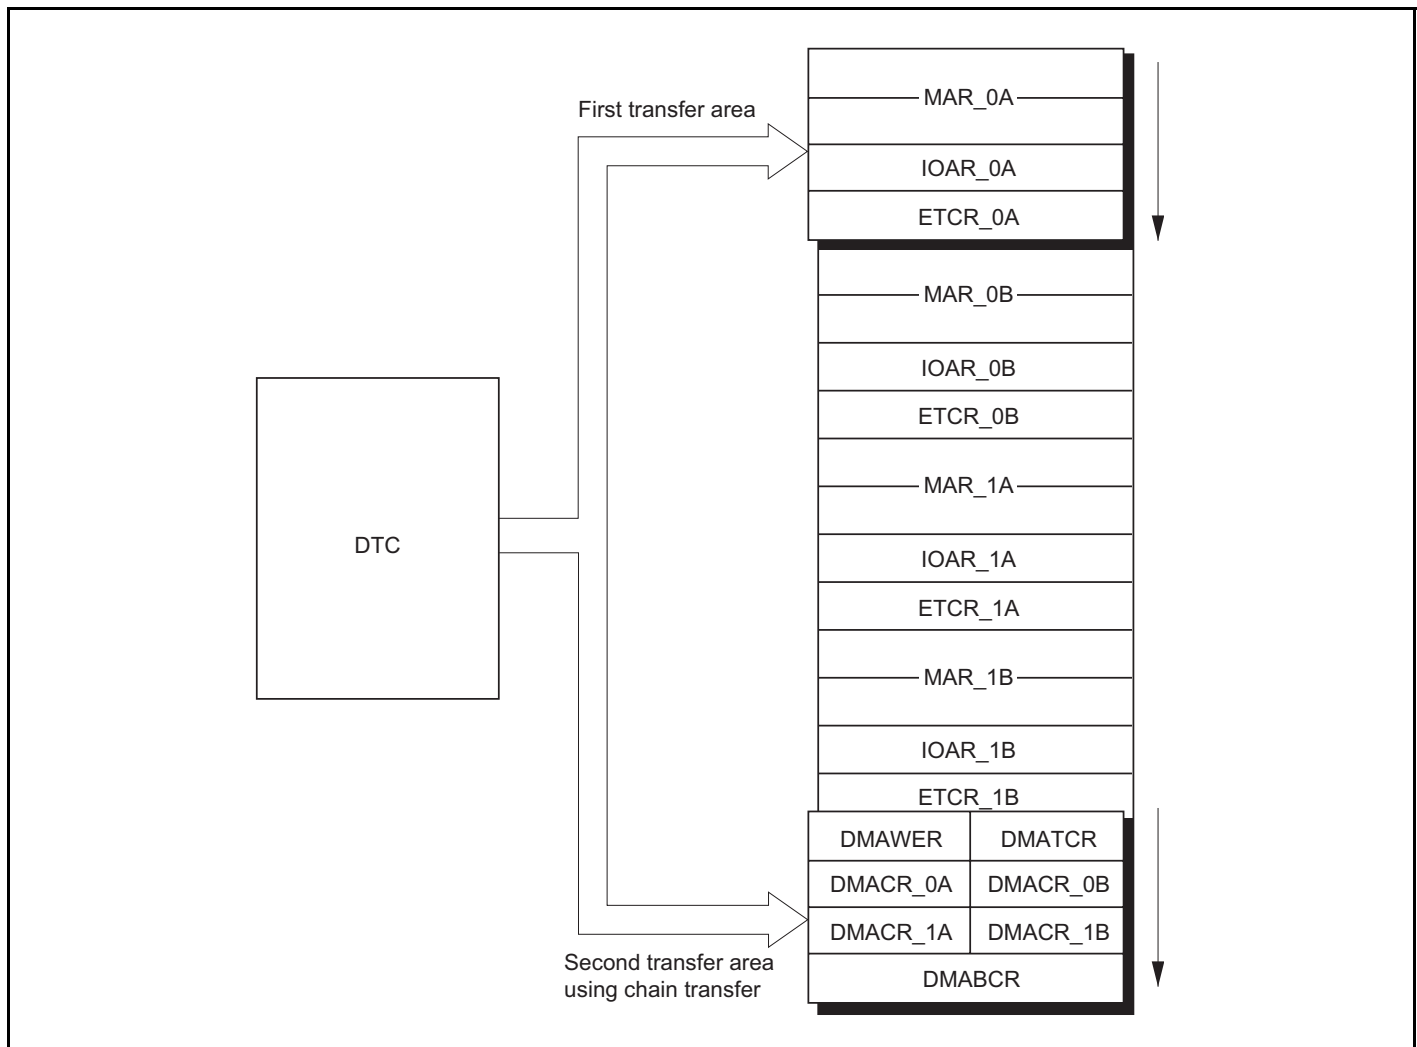 First transfer area
MAR_0A
IOAR_0A
ETCR_0A
MAR_0B
IOAR_0B
ETCR_0B
MAR_1A
DTC
IOAR_1A
ETCR_1A
MAR_1B
IOAR_1B
ETCR_1B
DMAWER DMATCR
DMACR_0A DMACR_0B
DMACR_1A DMACR_1B
DMABCR
Second transfer area
using chain transfer